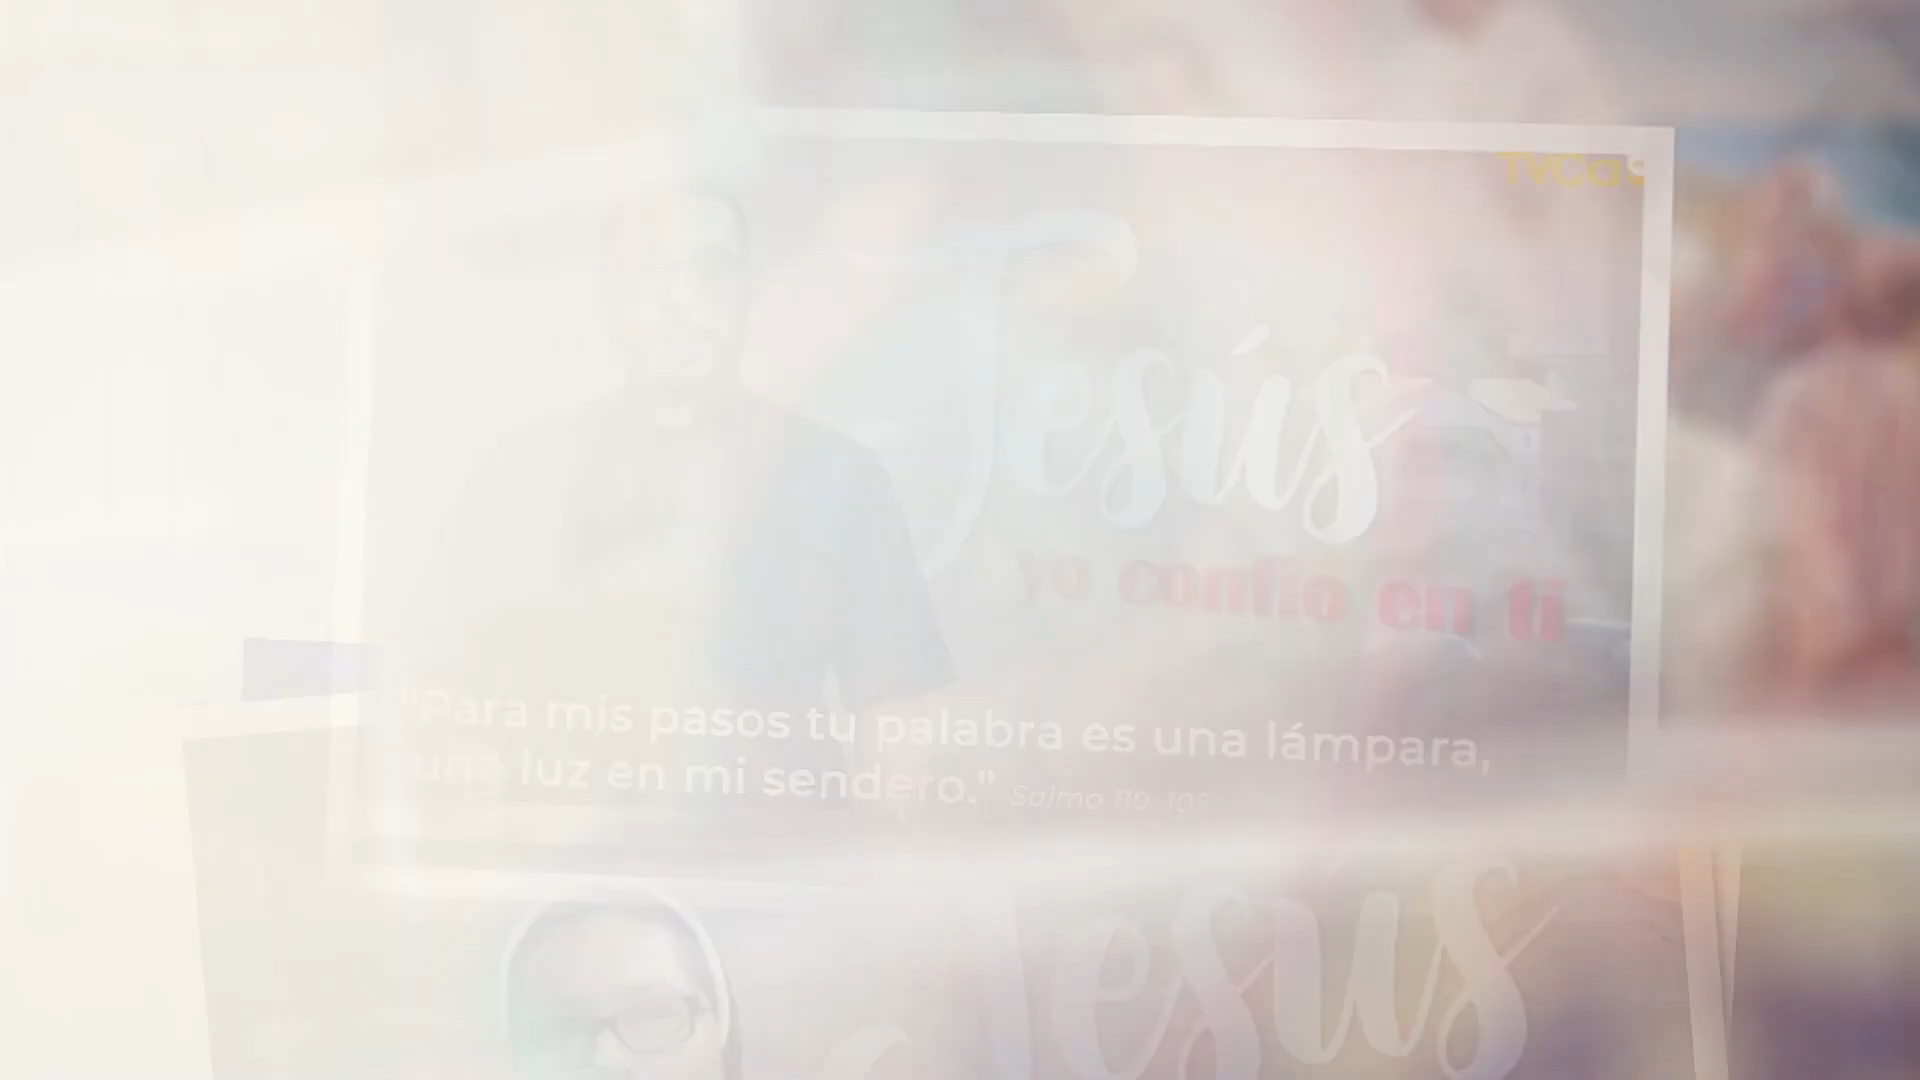 TVCa
Jesús
yo confío en ti
"Para mís pasos tu palabra es una lámpara,
una luz en mi sendero." Salmo 119, 105
Jesús